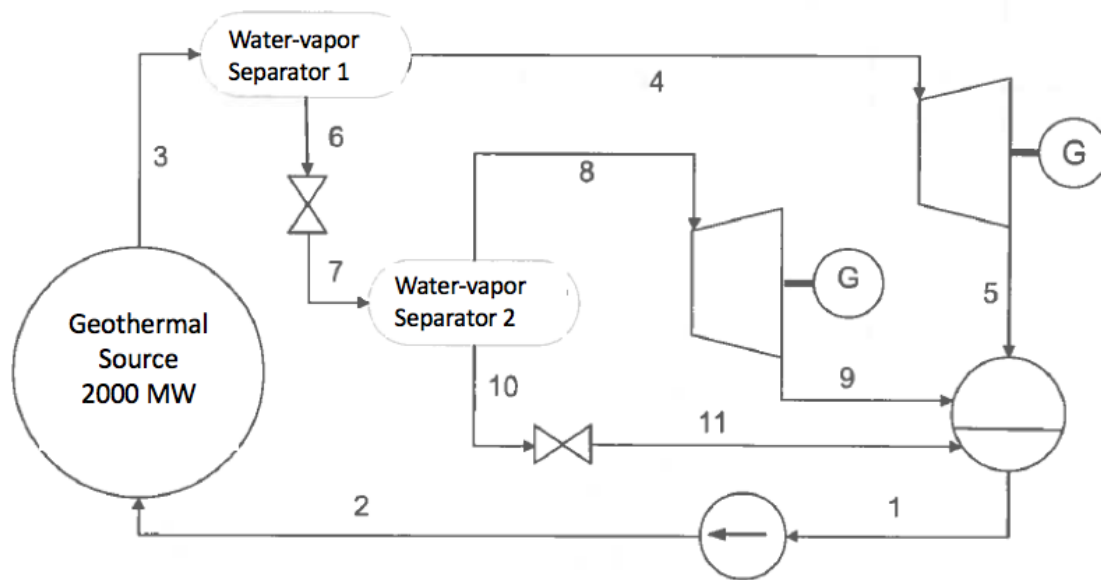 Water-vapor
Separator 1
4
6
3
G
8
7
Water-vapor
Separator 2
G
5
Geothermal
Source
2000 MW
10
9
11
2
1